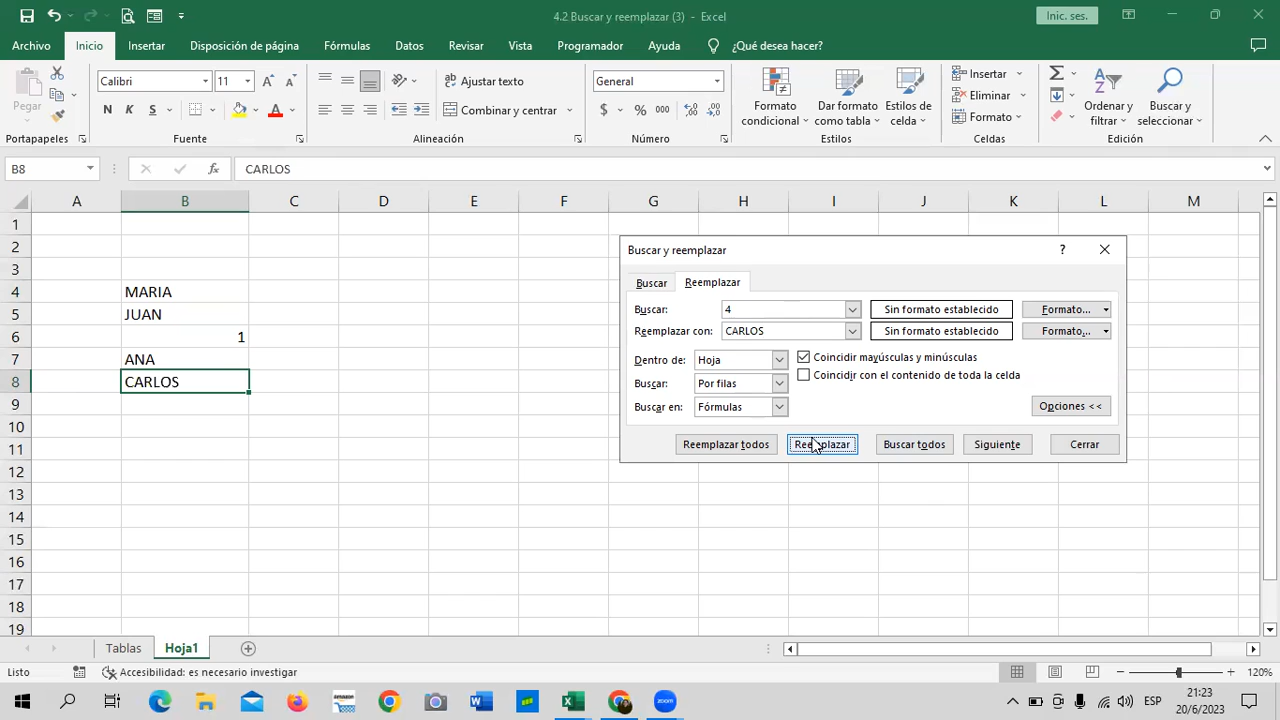 4.2 Buscar y reemplazar (3) - Excel
Inic. ses.
Archivo Inicio Insertar Disposición de página Fórmulas Datos Revisar Vista Programador Ayuda ¿Qué desea hacer?
Pegar
Calibri 11
N K S
Ajustar texto
Combinar y centrar
General
$ % 000
Formato condicional
Dar formato como tabla
Estilos de celda
Insertar
Eliminar
Formato
Ordenar y filtrar
Buscar y seleccionar
Portapapeles Fuente Alineación Número Estilos Celdas Edición
B8 fx CARLOS
A B C D E F G H I J K L M
1
2
3
4 MARIA
5 JUAN
6 1
7 ANA
8 CARLOS
9
10
11
12
13
14
15
16
17
18
19
Buscar y reemplazar ?
Buscar Reemplazar
Buscar: 4 Sin formato establecido Formato...
Reemplazar con: CARLOS Sin formato establecido Formato...
Dentro de: Hoja Coincidir mayúsculas y minúsculas
Buscar: Por filas Coincidir con el contenido de toda la celda
Buscar en: Fórmulas Opciones <<
Reemplazar todos Reemplazar Buscar todos Siguiente Cerrar
Tablas Hoja1
Listo Accesibilidad: es necesario investigar 120%
zoom ESP 21:23
20/6/2023